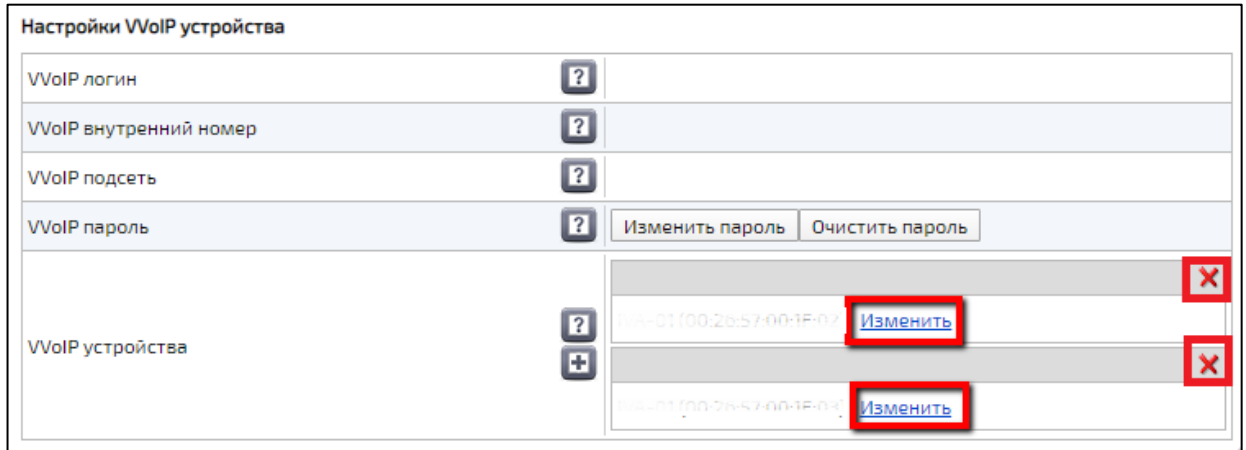 Настройки VVoIP устройства
VVoIP логин ?
VVoIP внутренний номер ?
VVoIP подсеть ?
VVoIP пароль ? Изменить пароль Очистить пароль
Изменить
VVoIP устройства ?
Изменить